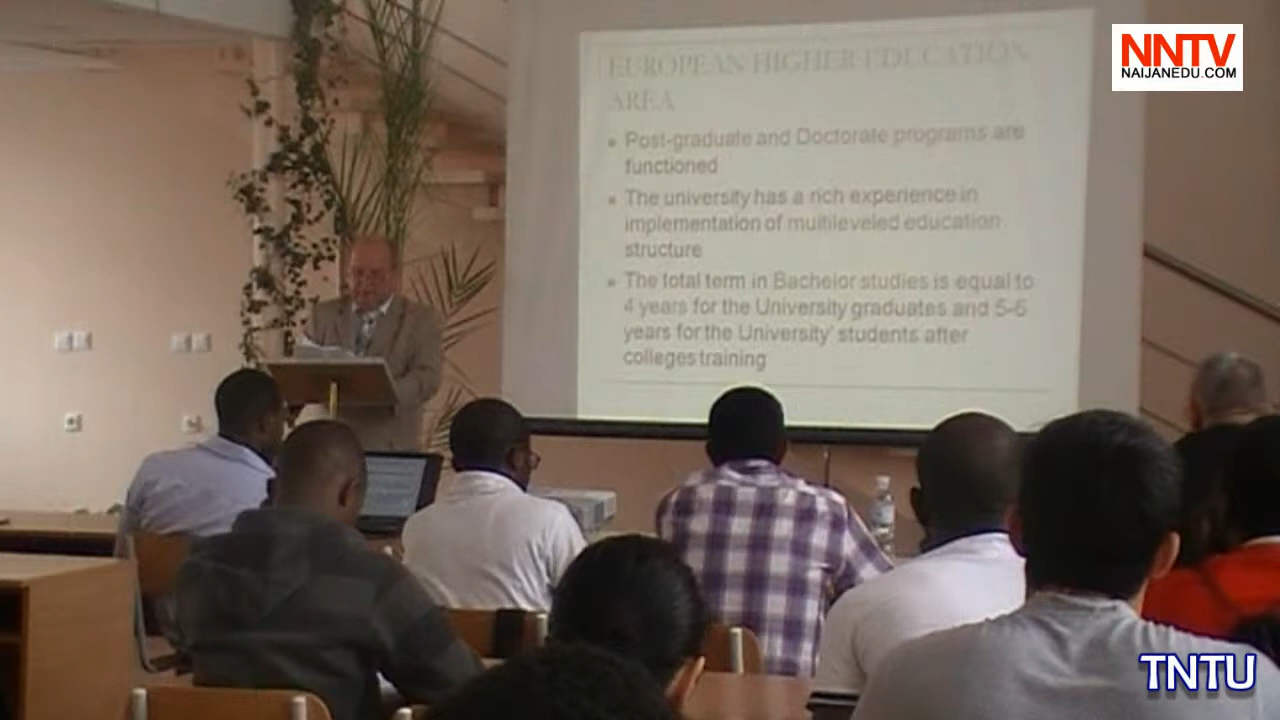 NNTV
NAIJANEDU.COM
EUROPEAN HIGHER EDUCATION
AREA
Post-graduate and Doctorate programs are
functioned
The university has a rich experience in
implementation of multileveled education
structure
The total term in Bachelor studies is equal to
4 years for the University graduates and 5-6
years for the University' students after
colleges training
TNTU